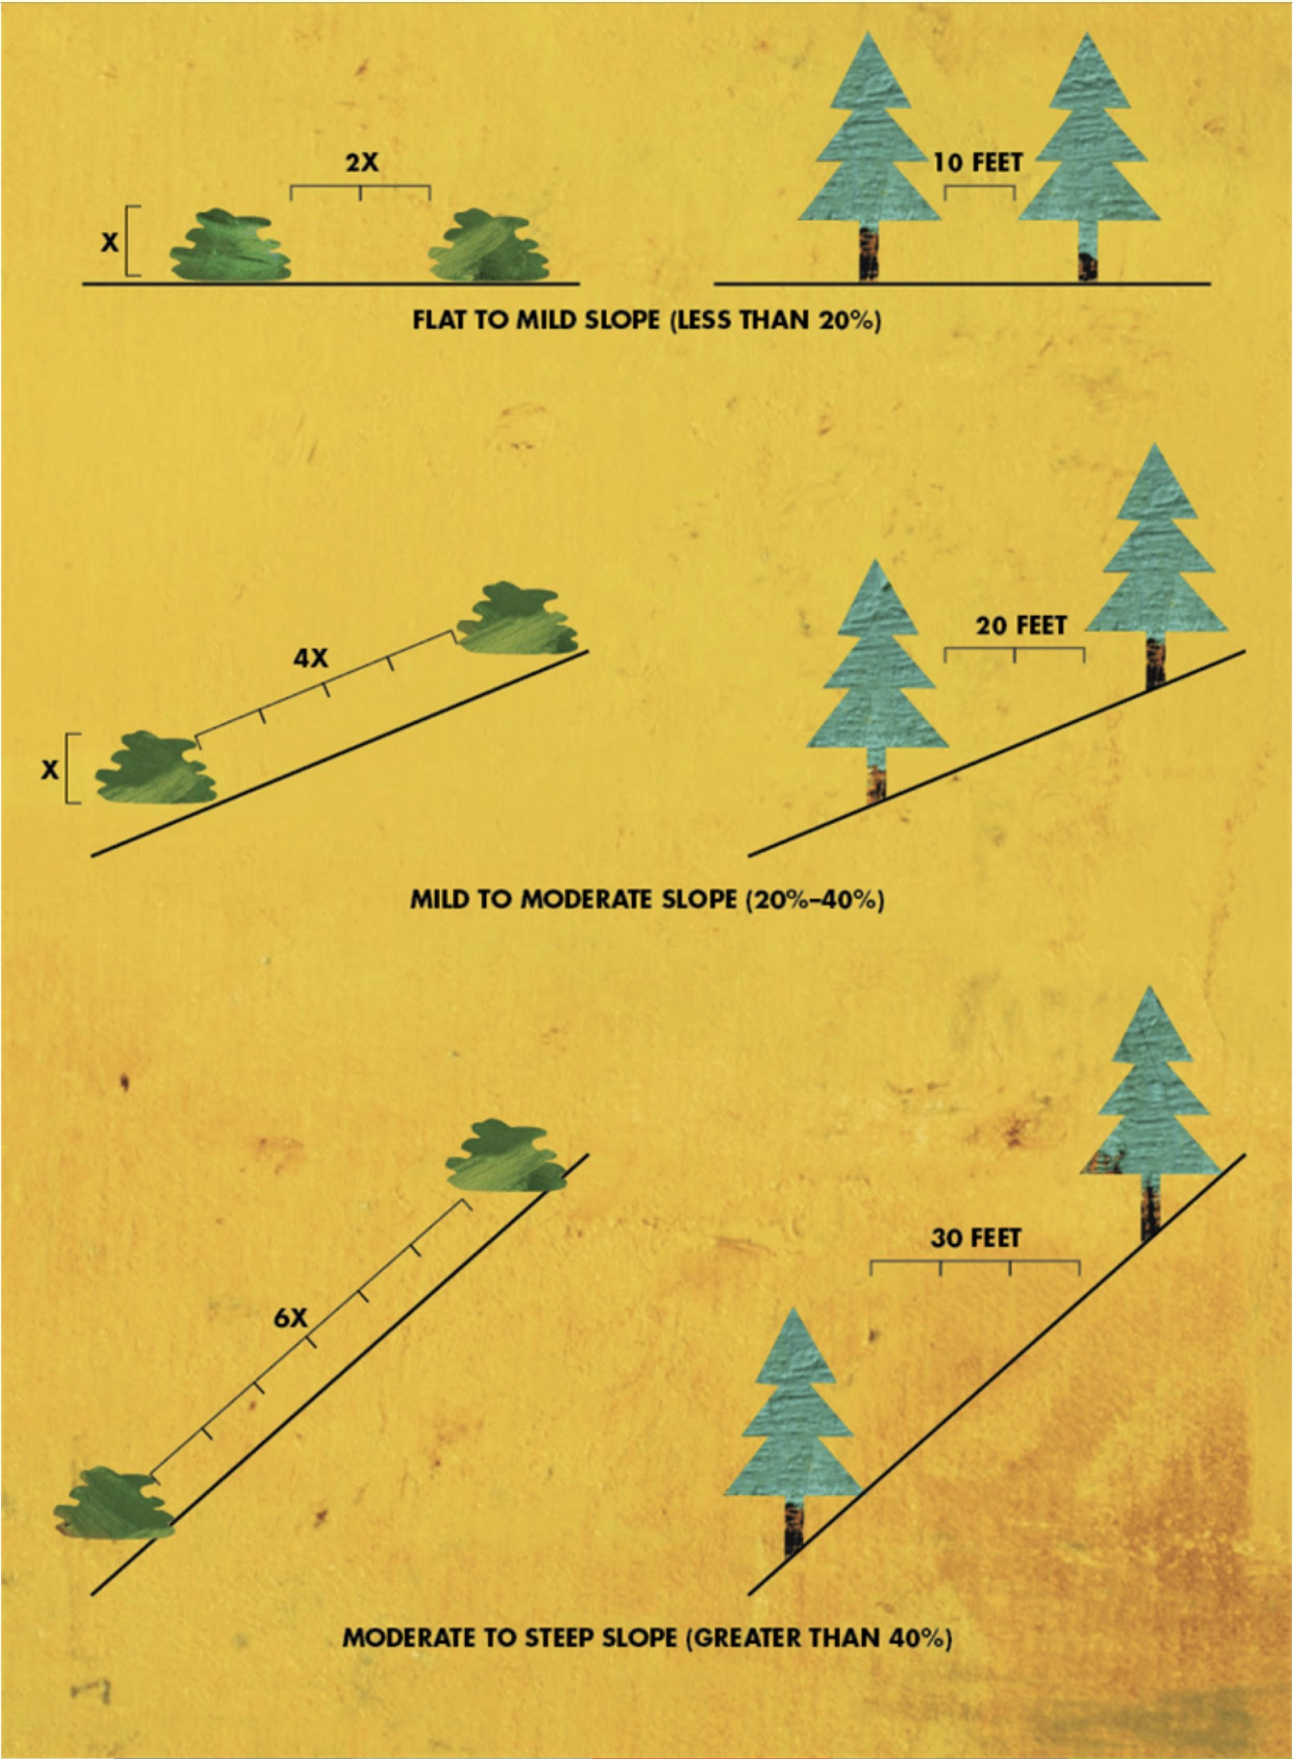 2X
10 FEET
X
FLAT TO MILD SLOPE (LESS THAN 20%)
20 FEET
4X
X
MILD TO MODERATE SLOPE (20%–40%)
30 FEET
6X
MODERATE TO STEEP SLOPE (GREATER THAN 40%)